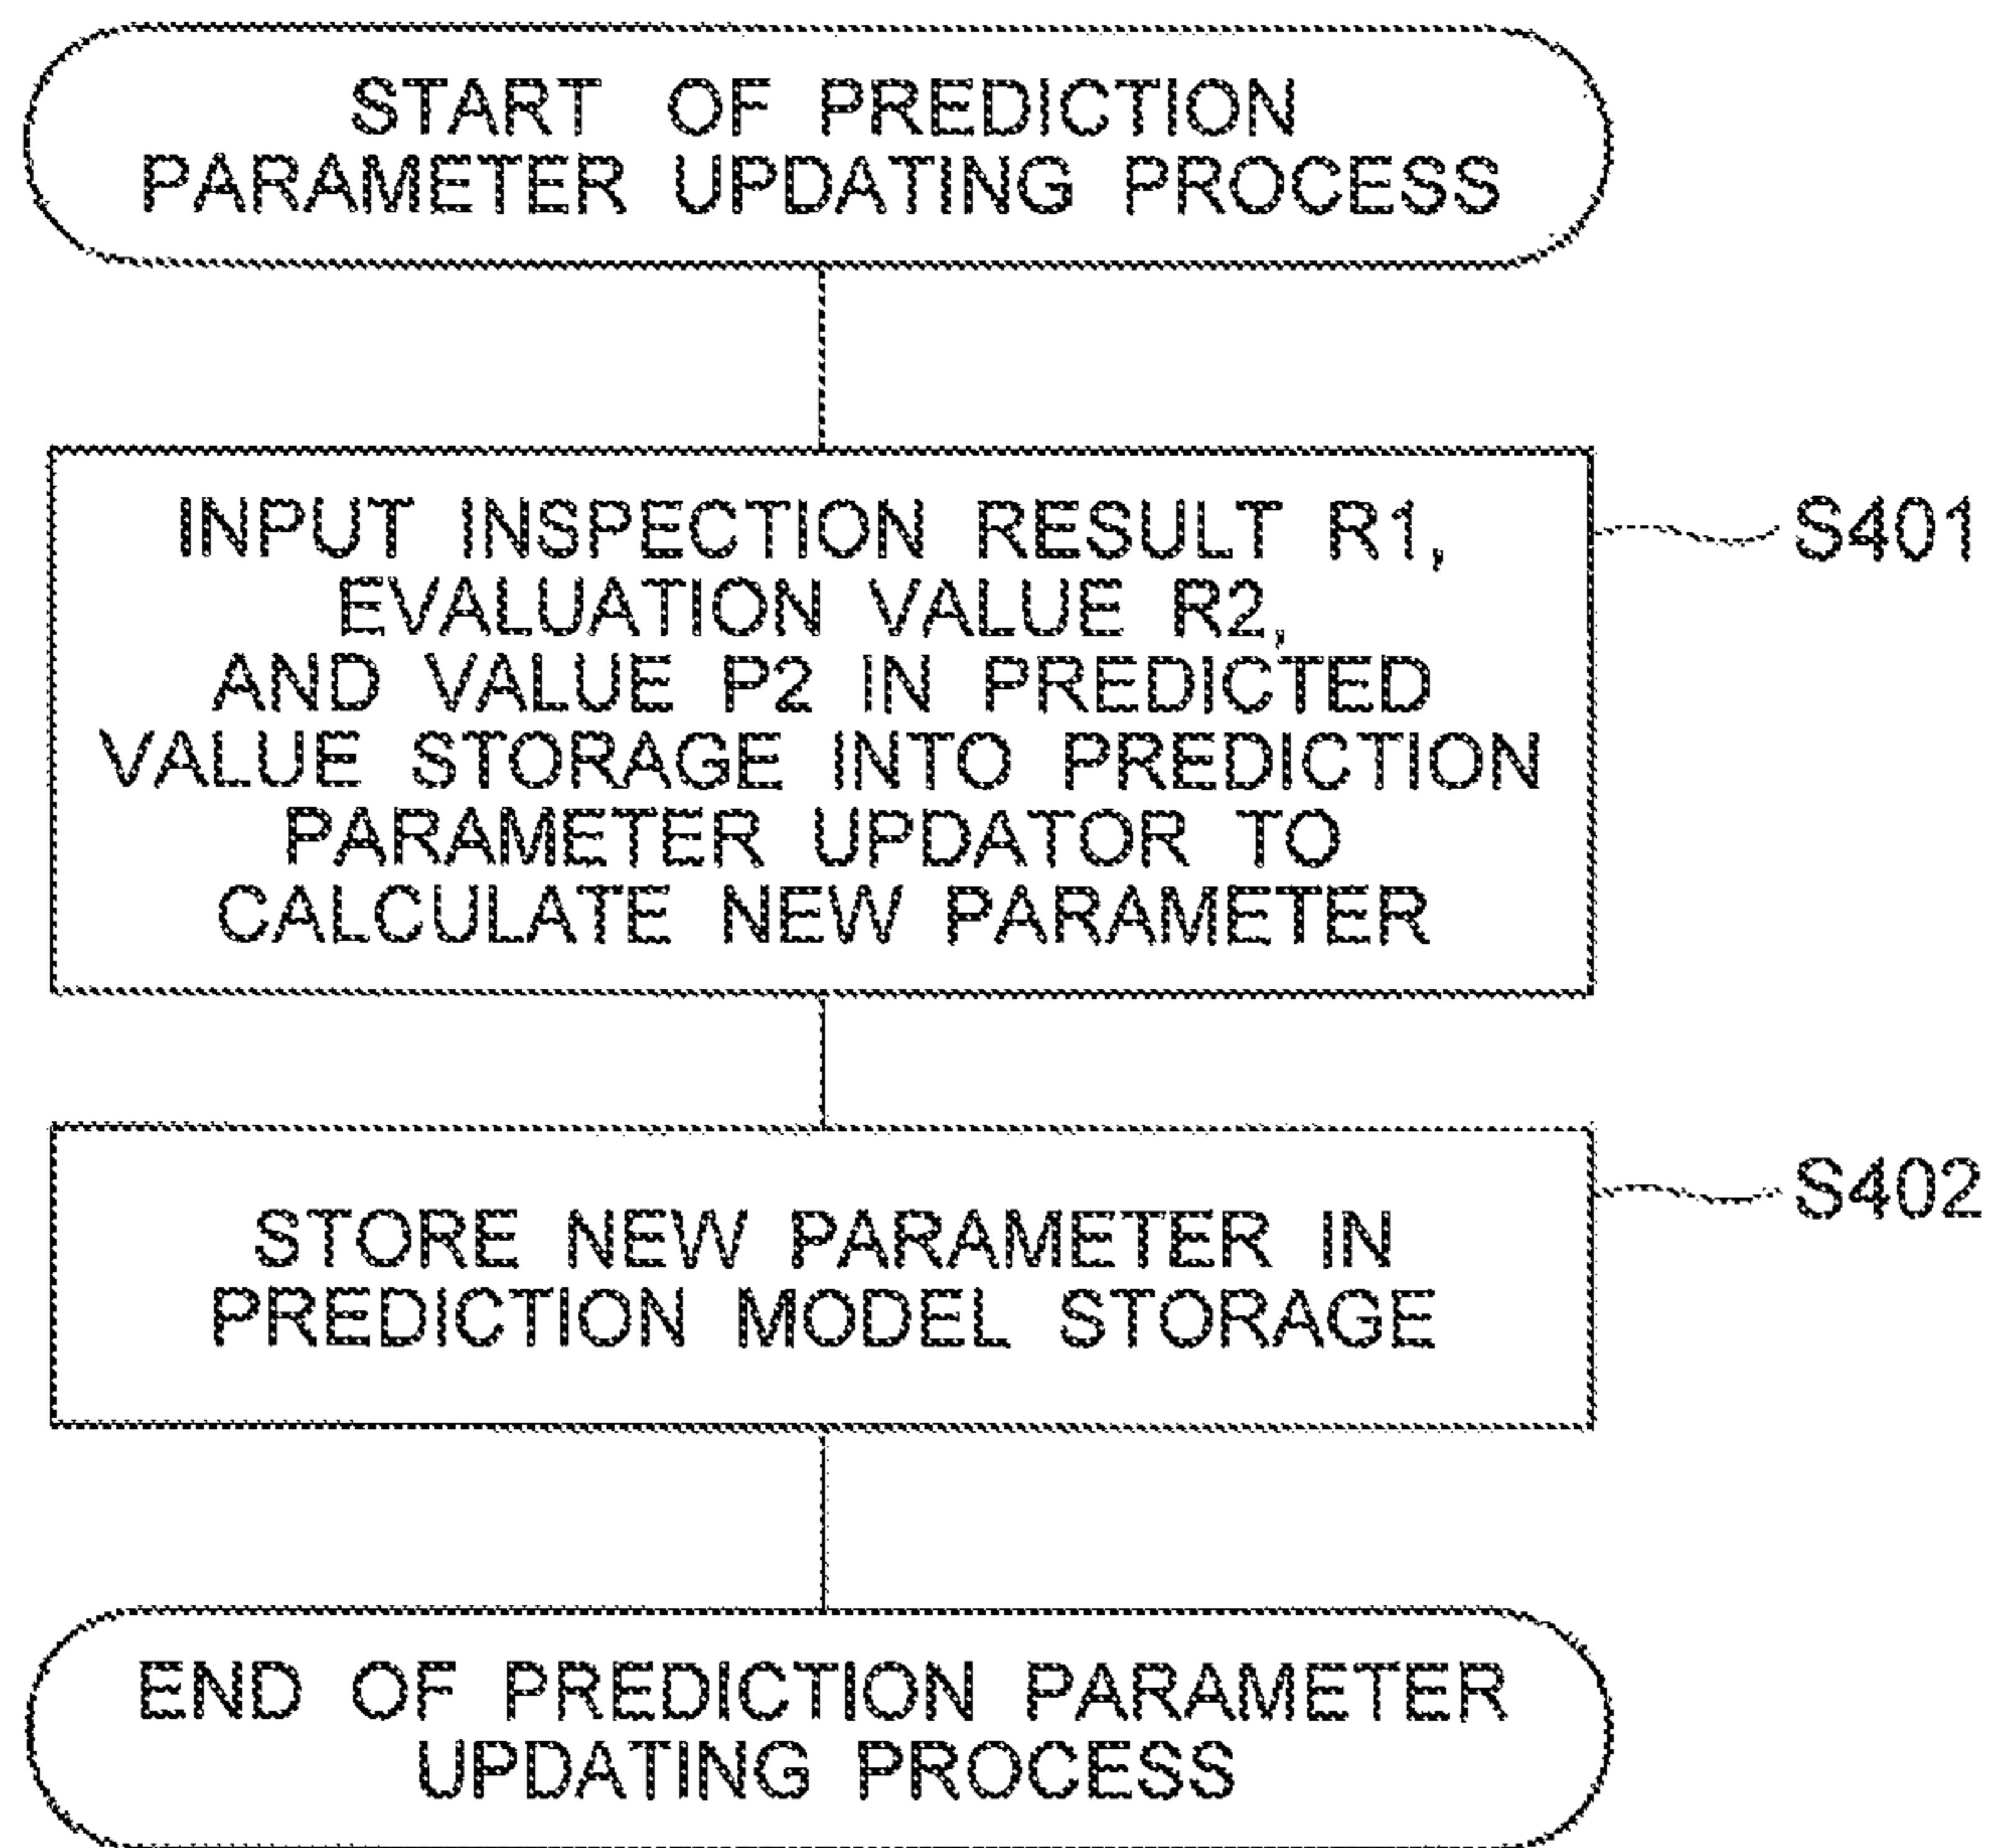 START OF PREDICTION
PARAMETER UPDATING PROCESS
INPUT INSPECTION RESULT R1,
EVALUATION VALUE R2,
AND VALUE P2 IN PREDICTED
VALUE STORAGE INTO PREDICTION
PARAMETER UPDATOR TO
CALCULATE NEW PARAMETER
S401
STORE NEW PARAMETER IN
PREDICTION MODEL STORAGE
S402
END OF PREDICTION PARAMETER
UPDATING PROCESS